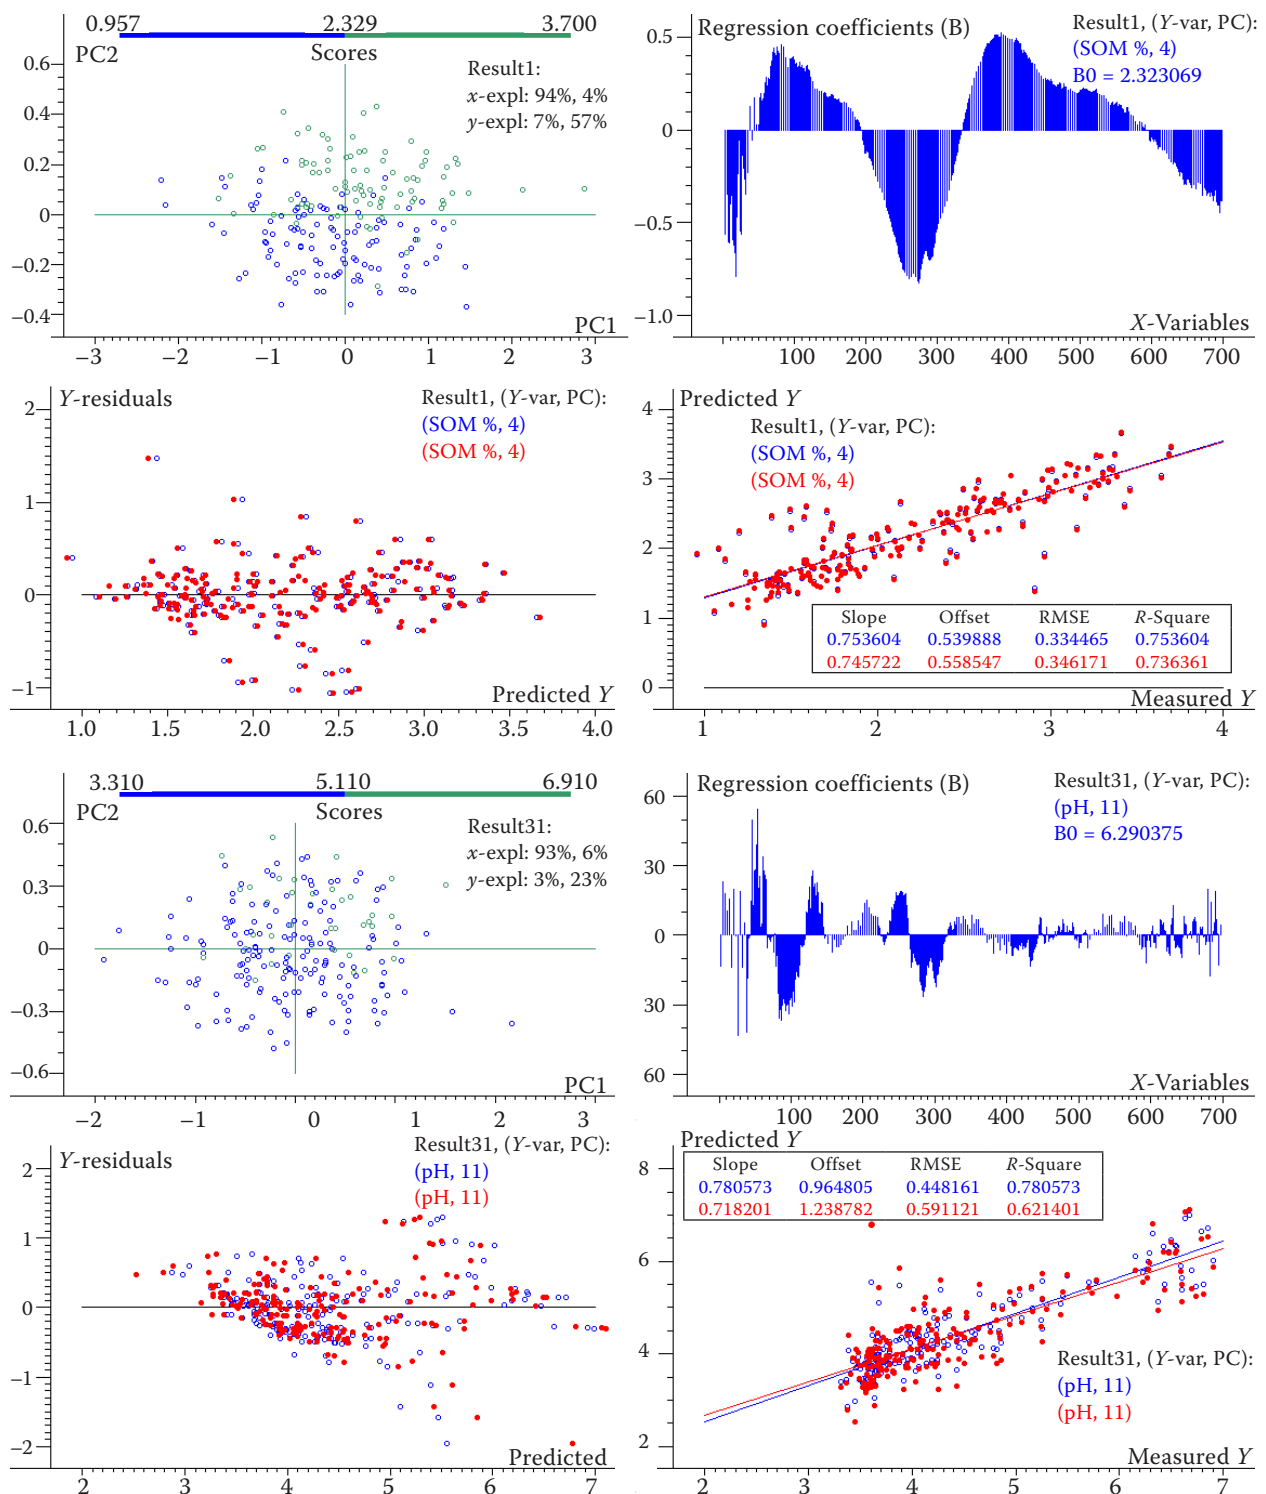 0.957 2.329 3.700
PC2 Scores
Result1:
x-expl: 94%, 4%
y-expl: 7%, 57%
0.6
0.4
0.2
0
−0.2
−0.4
PC1
−3 −2 −1 0 1 2 3
Regression coefficients (B)
Result1, (Y-var, PC):
(SOM %, 4)
B0 = 2.323069
0.5
0
−0.5
−1.0
X-Variables
100 200 300 400 500 600 700
Y-residuals
Result1, (Y-var, PC):
(SOM %, 4)
(SOM %, 4)
2
1
0
−1
Predicted Y
1.0 1.5 2.0 2.5 3.0 3.5 4.0
Predicted Y
Result1, (Y-var, PC):
(SOM %, 4)
(SOM %, 4)
4
3
2
1
0
Slope Offset RMSE R-Square
0.753604 0.539888 0.334465 0.753604
0.745722 0.558547 0.346171 0.736361
Measured Y
1 2 3 4
3.310 5.110 6.910
PC2 Scores
Result31:
x-expl: 93%, 6%
y-expl: 3%, 23%
0.6
0.3
0
−0.3
−0.6
PC1
−2 −1 0 1 2 3
Regression coefficients (B)
Result31, (Y-var, PC):
(pH, 11)
B0 = 6.290375
60
30
0
30
60
X-Variables
100 200 300 400 500 600 700
Y-residuals
Result31, (Y-var, PC):
(pH, 11)
(pH, 11)
2
1
0
−1
−2
Predicted
2 3 4 5 6 7
Predicted Y
Slope Offset RMSE R-Square
0.780573 0.964805 0.448161 0.780573
0.718201 1.238782 0.591121 0.621401
8
6
4
2
Result31, (Y-var, PC):
(pH, 11)
(pH, 11)
Measured Y
2 3 4 5 6 7